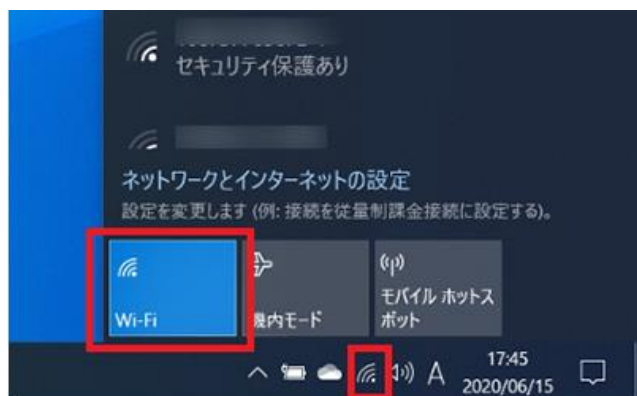 セキュリティ保護あり
ネットワークとインターネットの設定
設定を変更します (例: 接続を従量制課金接続に設定する)。
Wi-Fi
機内モード
モバイル ホットス
ポット
A
17:45
2020/06/15